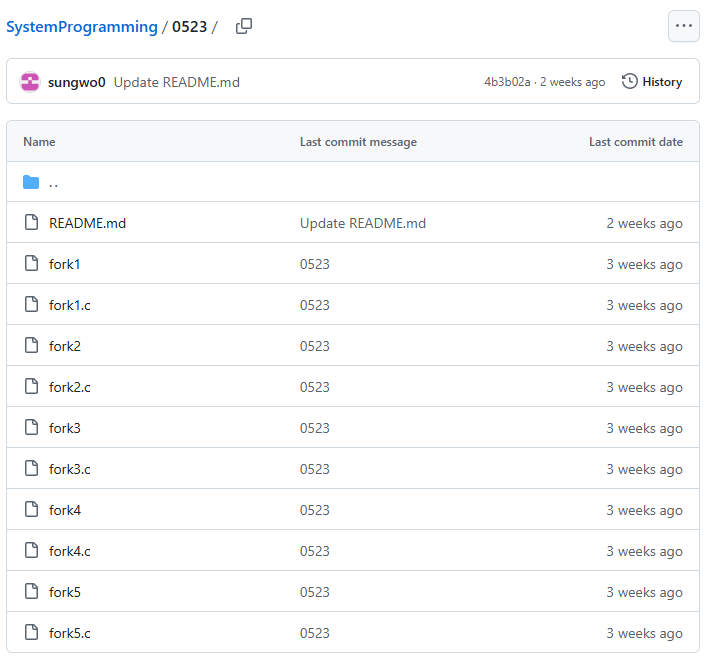 SystemProgramming / 0523 /
sungwo0 Update README.md 4b3b02a · 2 weeks ago History
Name Last commit message Last commit date
..
README.md Update README.md 2 weeks ago
fork1 0523 3 weeks ago
fork1.c 0523 3 weeks ago
fork2 0523 3 weeks ago
fork2.c 0523 3 weeks ago
fork3 0523 3 weeks ago
fork3.c 0523 3 weeks ago
fork4 0523 3 weeks ago
fork4.c 0523 3 weeks ago
fork5 0523 3 weeks ago
fork5.c 0523 3 weeks ago